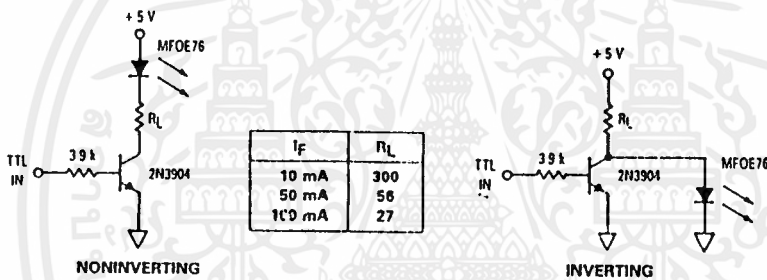 + 5 V
MFOE76
RL
TTL
IN
39 k
2N3904
NONINVERTING
IF RL
10 mA 300
50 mA 56
100 mA 27
+ 5 V
RL
TTL
IN
39 k
2N3904
MFOE76
INVERTING